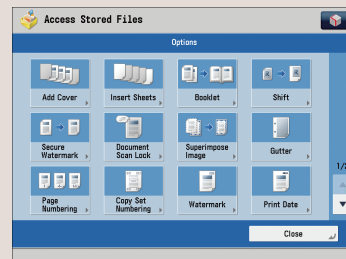 Access Stored Files
Options
Add Cover
Insert Sheets
Booklet
Shift
Secure
Watermark
Document
Scan Lock
Superimpose
Image
Gutter
1/2
Page
Numbering
Copy Set
Numbering
Watermark
Print Date
Close